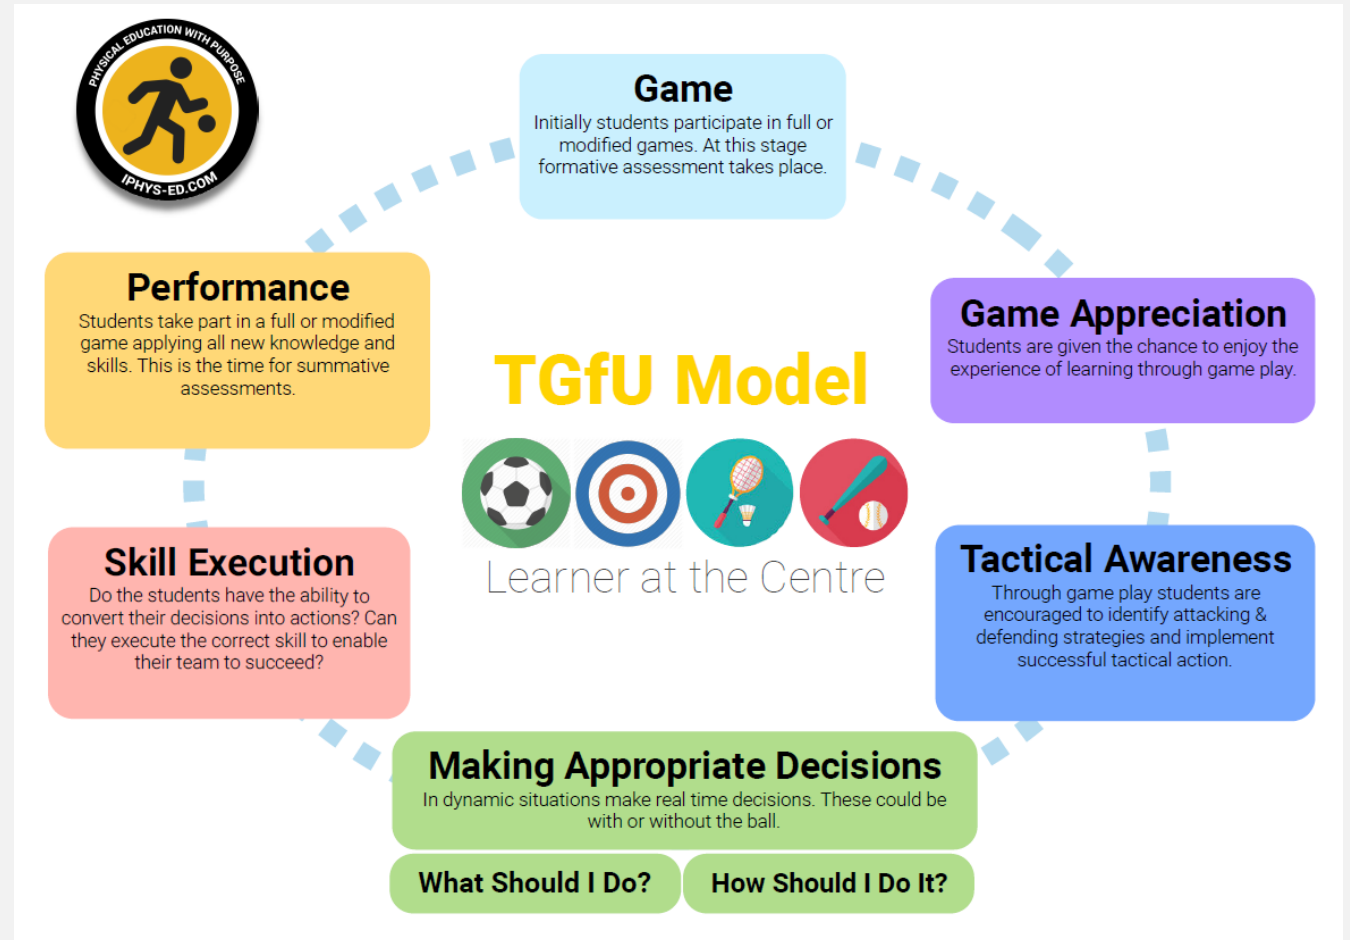 PHYSICAL EDUCATION WITH PURPOSE
IPHYS-ED.COM
Game
Initially students participate in full or
modified games. At this stage
formative assessment takes place.
Performance
Students take part in a full or modified
game applying all new knowledge and
skills. This is the time for summative
assessments.
Game Appreciation
Students are given the chance to enjoy the
experience of learning through game play.
TGfU Model
Learner at the Centre
Skill Execution
Do the students have the ability to
convert their decisions into actions? Can
they execute the correct skill to enable
their team to succeed?
Tactical Awareness
Through game play students are
encouraged to identify attacking &
defending strategies and implement
successful tactical action.
Making Appropriate Decisions
In dynamic situations make real time decisions. These could be
with or without the ball.
What Should I Do?
How Should I Do It?